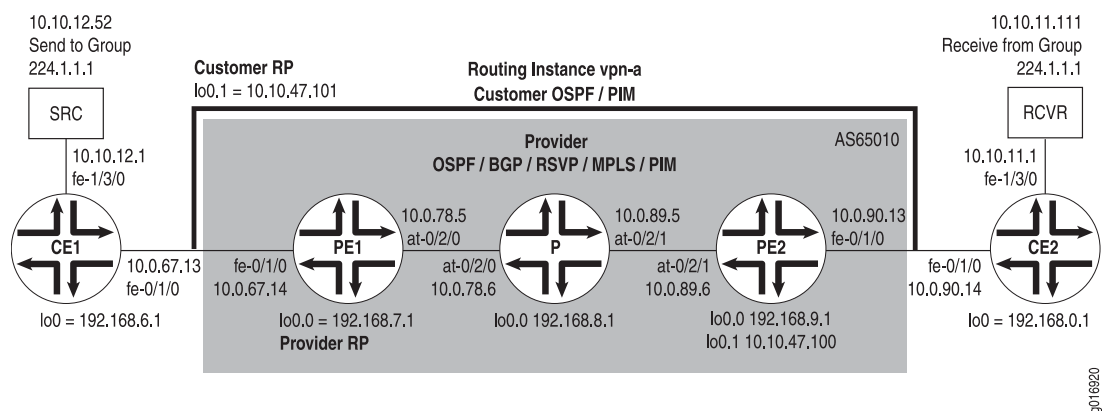 10.10.12.52
Send to Group
224.1.1.1
10.10.11.111
Receive from Group
224.1.1.1
Customer RP
lo0.1 = 10.10.47.101
Routing Instance vpn-a
Customer OSPF / PIM
SRC
RCVR
Provider
OSPF / BGP / RSVP / MPLS / PIM
AS65010
10.10.12.1
fe-1/3/0
10.10.11.1
fe-1/3/0
CE1
PE1
P
PE2
CE2
10.0.67.13
fe-0/1/0
fe-0/1/0
10.0.67.14
10.0.78.5
at-0/2/0
at-0/2/0
10.0.78.6
10.0.89.5
at-0/2/1
at-0/2/1
10.0.89.6
10.0.90.13
fe-0/1/0
fe-0/1/0
10.0.90.14
lo0 = 192.168.6.1
lo0.0 = 192.168.7.1
Provider RP
lo0.0 192.168.8.1
lo0.0 192.168.9.1
lo0.1 10.10.47.100
lo0 = 192.168.0.1
g016920